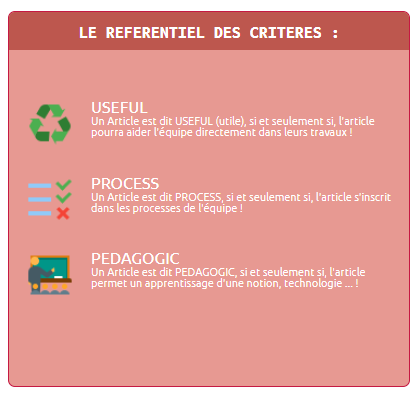 LE REFERENTIEL DES CRITERES :
USEFUL
Un Article est dit USEFUL (utile), si et seulement si, l'article
pourra aider l'équipe directement dans leurs travaux !
PROCESS
Un Article est dit PROCESS, si et seulement si, l'article s'inscrit
dans les processes de l'équipe !
PEDAGOGIC
Un Article est dit PEDAGOGIC, si et seulement si, l'article
permet un apprentissage d'une notion, technologie ... !